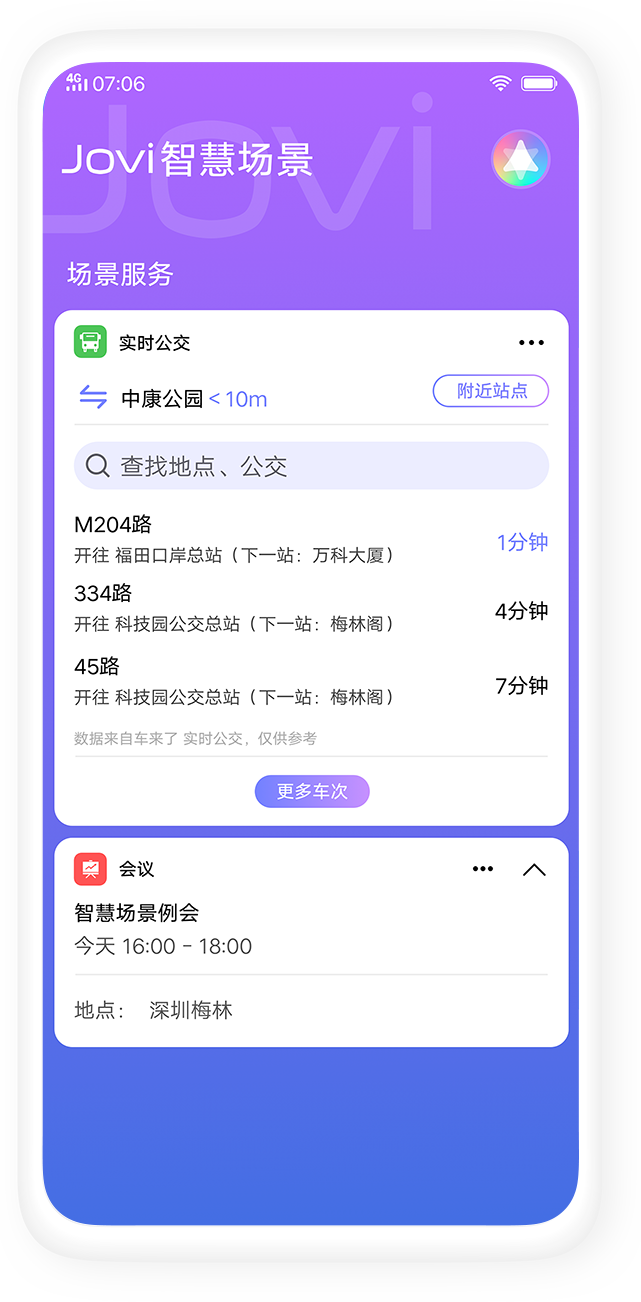 4G 07:06
Jovi
Jovi智慧场景
场景服务
实时公交
中康公园 < 10m
附近站点
查找地点、公交
M204路
开往 福田口岸总站（下一站：万科大厦）
1分钟
334路
开往 科技园公交总站（下一站：梅林阁）
4分钟
45路
开往 科技园公交总站（下一站：梅林阁）
7分钟
数据来自车来了 实时公交，仅供参考
更多车次
会议
智慧场景例会
今天 16:00 - 18:00
地点： 深圳梅林